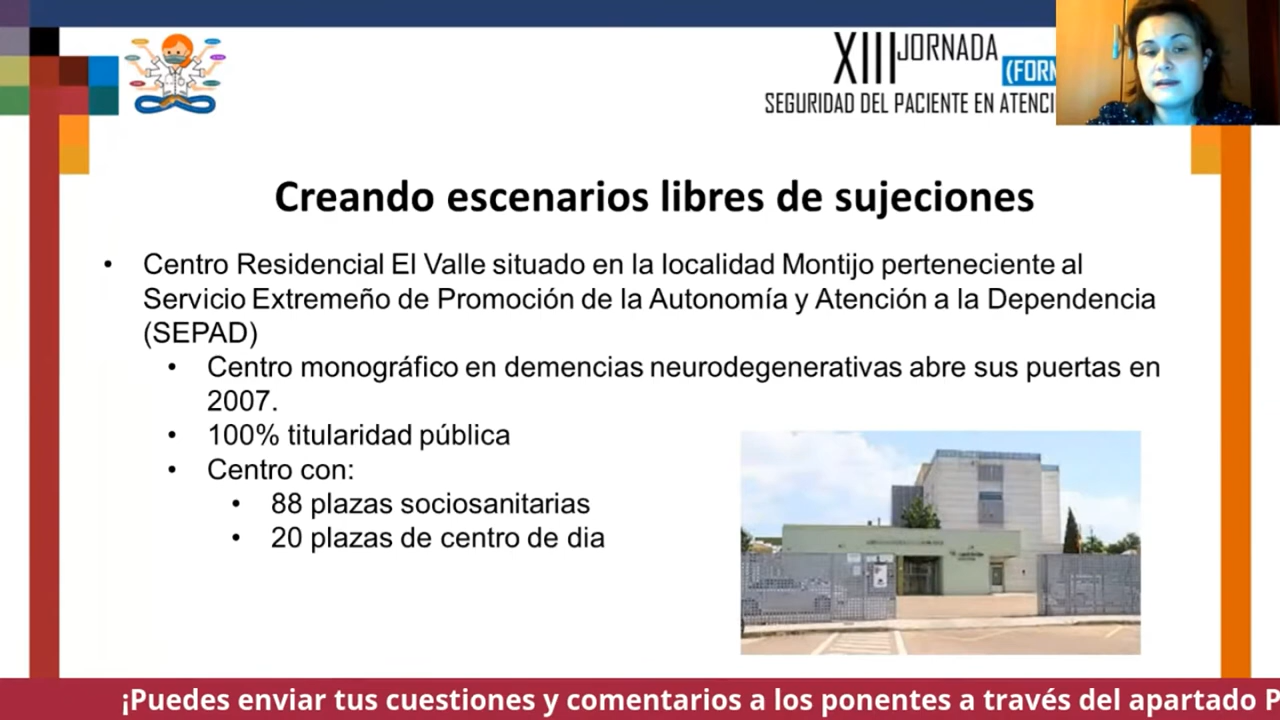 XIII JORNADA
(FORM
SEGURIDAD DEL PACIENTE EN ATENCI
Creando escenarios libres de sujeciones
• Centro Residencial El Valle situado en la localidad Montijo perteneciente al
Servicio Extremeño de Promoción de la Autonomía y Atención a la Dependencia
(SEPAD)
• Centro monográfico en demencias neurodegenerativas abre sus puertas en
2007.
• 100% titularidad pública
• Centro con:
• 88 plazas sociosanitarias
• 20 plazas de centro de dia
¡Puedes enviar tus cuestiones y comentarios a los ponentes a través del apartado P